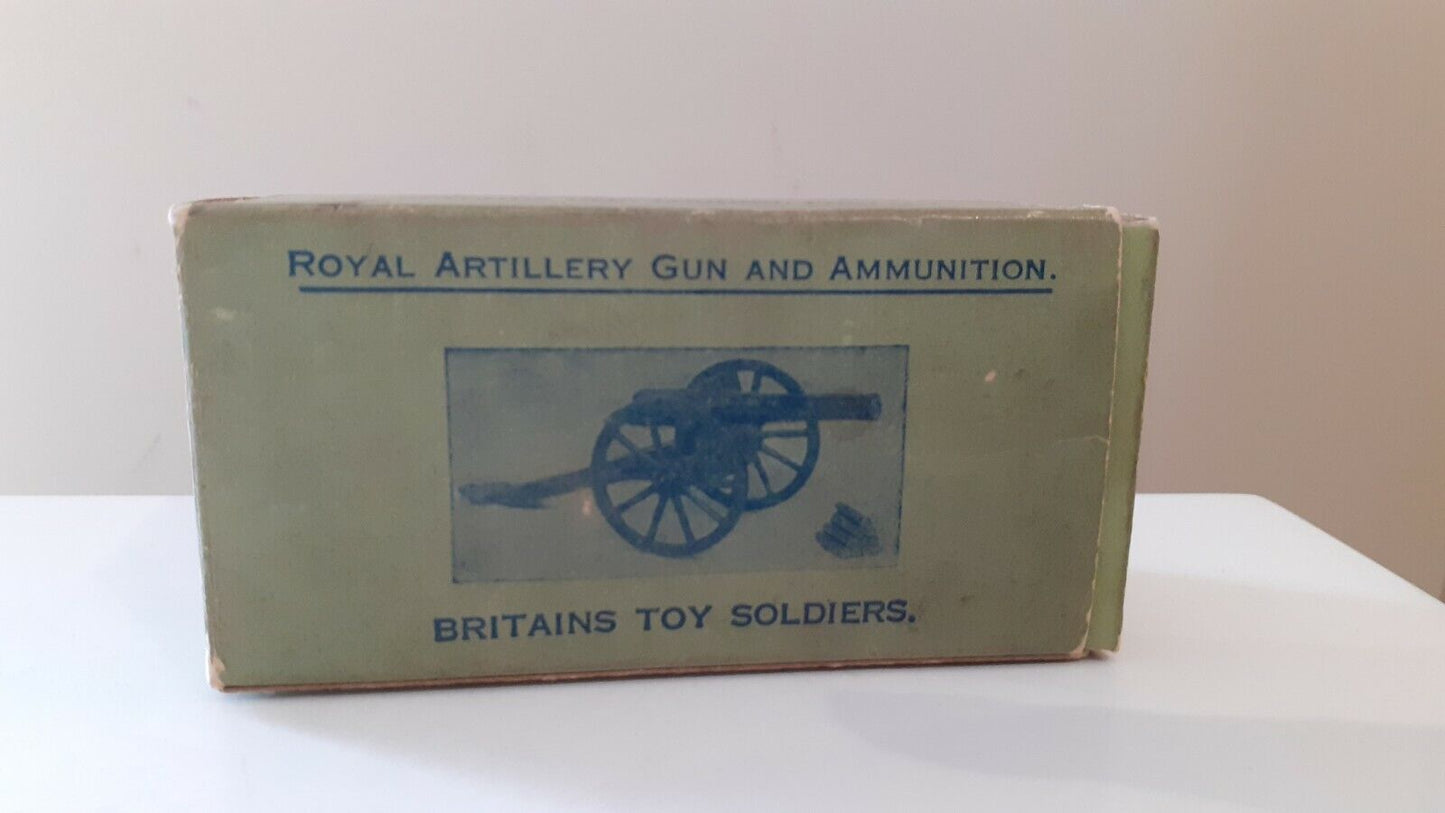 ROYAL ARTILLERY GUN AND AMMUNITION.
BRITAINS TOY SOLDIERS.